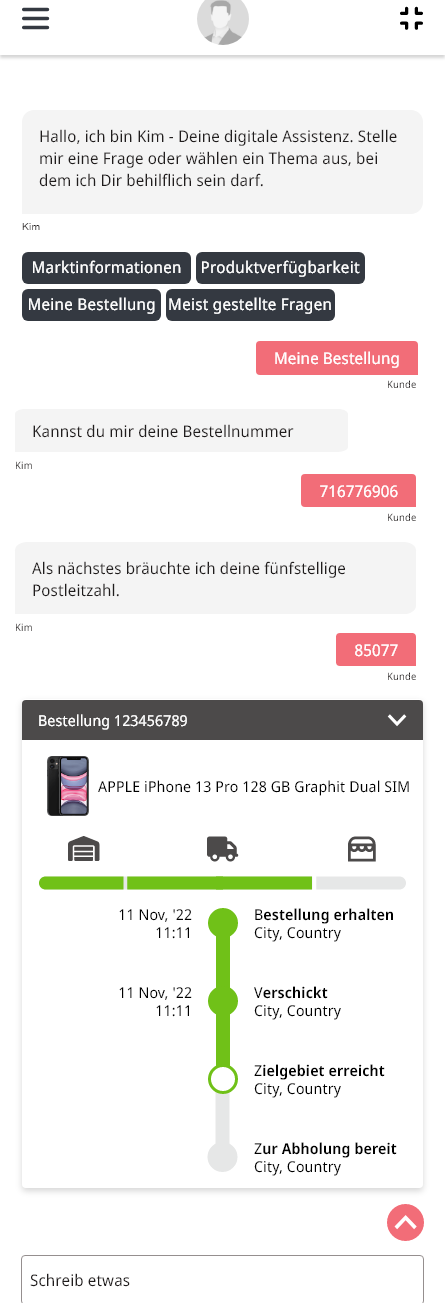 Hallo, ich bin Kim - Deine digitale Assistenz. Stelle
mir eine Frage oder wählen ein Thema aus, bei
dem ich Dir behilflich sein darf.
Kim
Marktinformationen
Produktverfügbarkeit
Meine Bestellung
Meist gestellte Fragen
Meine Bestellung
Kunde
Kannst du mir deine Bestellnummer
Kim
716776906
Kunde
Als nächstes bräuchte ich deine fünfstellige
Postleitzahl.
Kim
85077
Kunde
Bestellung 123456789
APPLE iPhone 13 Pro 128 GB Graphit Dual SIM
11 Nov, '22
11:11
Bestellung erhalten
City, Country
11 Nov, '22
11:11
Verschickt
City, Country
Zielgebiet erreicht
City, Country
Zur Abholung bereit
City, Country
Schreib etwas